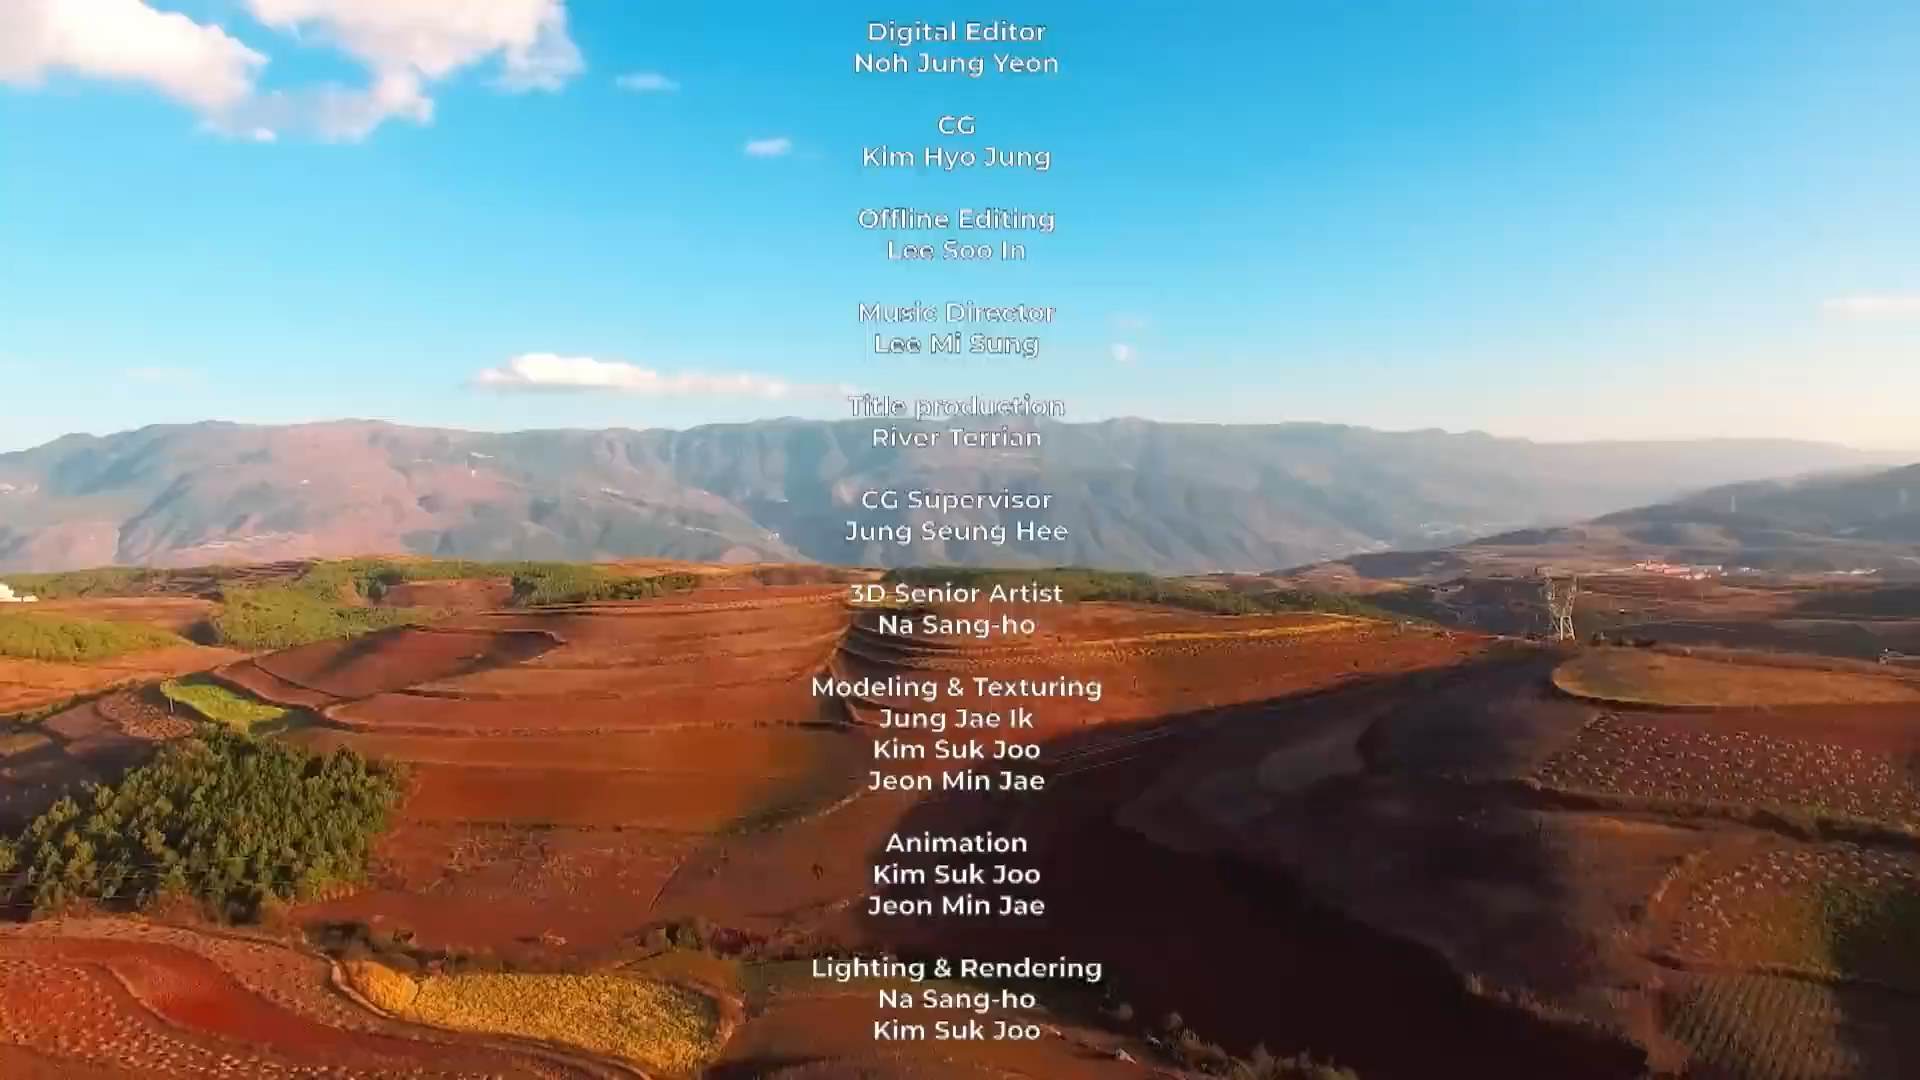 Digital Editor
Noh Jung Yeon
CG
Kim Hyo Jung
Offline Editing
Lee Soo In
Music Director
Lee Mi Sung
Title production
River Terrian
CG Supervisor
Jung Seung Hee
3D Senior Artist
Na Sang-ho
Modeling & Texturing
Jung Jae Ik
Kim Suk Joo
Jeon Min Jae
Animation
Kim Suk Joo
Jeon Min Jae
Lighting & Rendering
Na Sang-ho
Kim Suk Joo